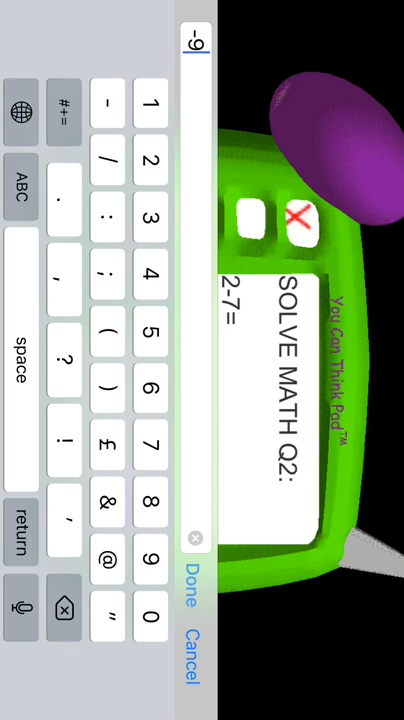 You Can Think Pad™
SOLVE MATH Q2:
2-7=
-9
Done
Cancel
1 2 3 4 5 6 7 8 9 0
- / : ; ( ) £ & @ "
#+= . , ? ! '
ABC space return